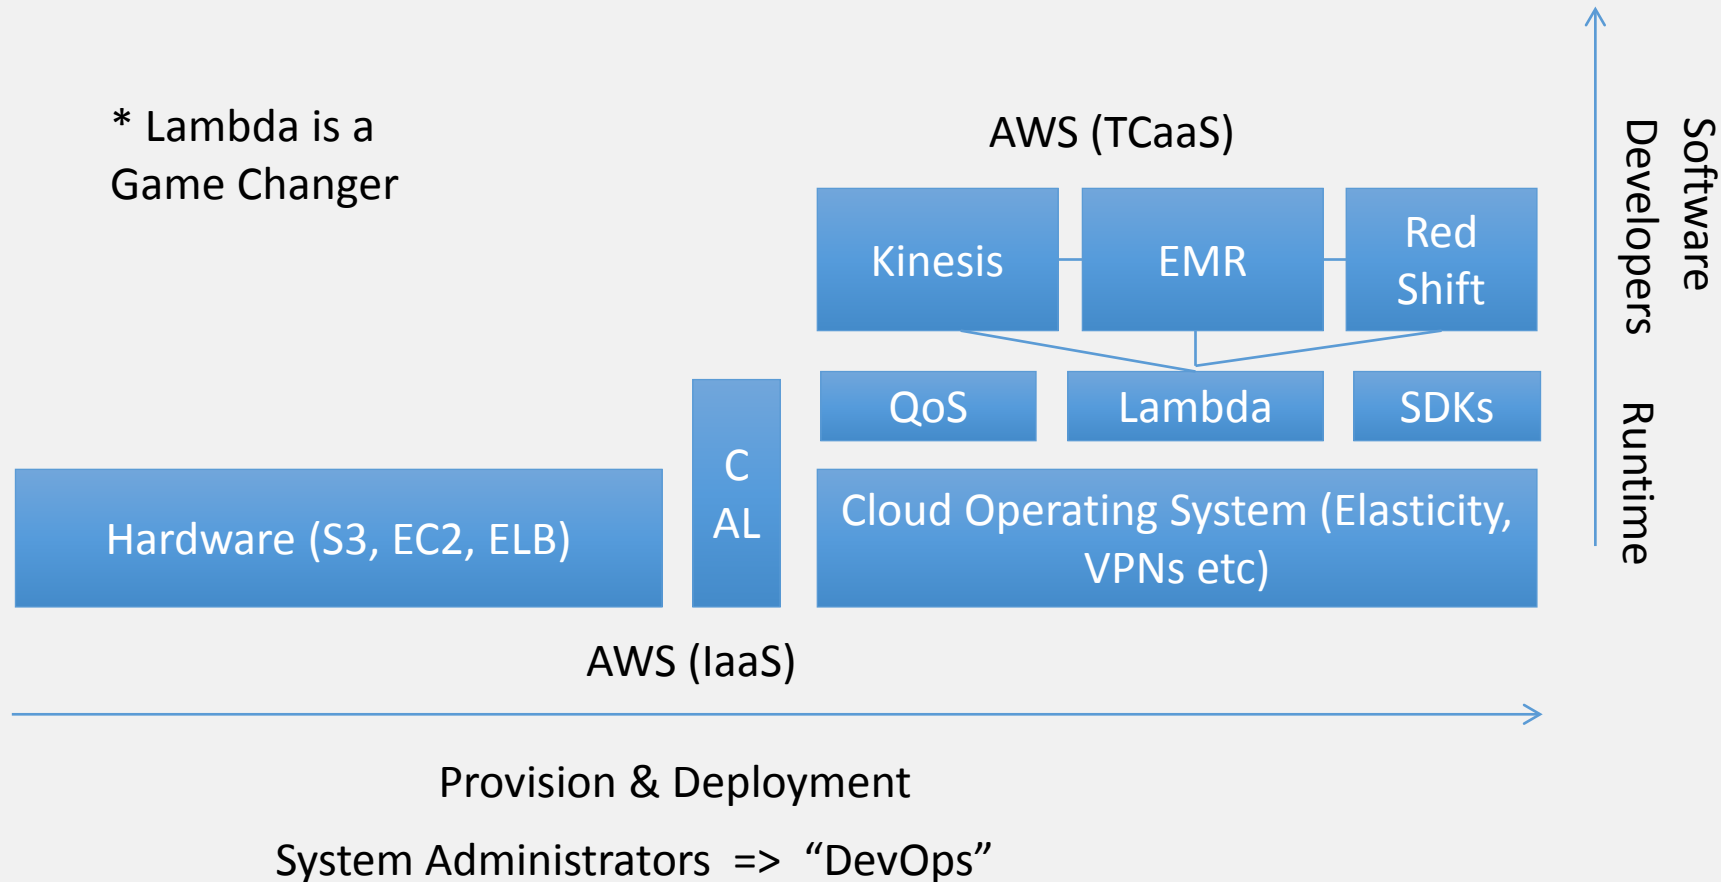 * Lambda is a
Game Changer
AWS (TCaaS)
Kinesis
EMR
Red
Shift
QoS
Lambda
SDKs
C
AL
Hardware (S3, EC2, ELB)
Cloud Operating System (Elasticity,
VPNs etc)
AWS (IaaS)
Provision & Deployment
System Administrators => “DevOps”
Software
Developers
Runtime